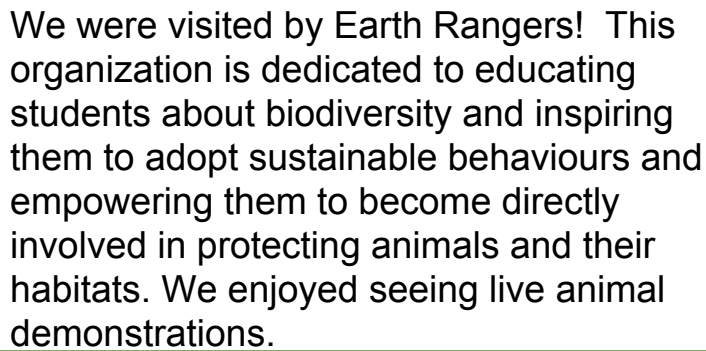 We were visited by Earth Rangers!  This
organization is dedicated to educating
students about biodiversity and inspiring
them to adopt sustainable behaviours and
empowering them to become directly
involved in protecting animals and their
habitats. We enjoyed seeing live animal
demonstrations.